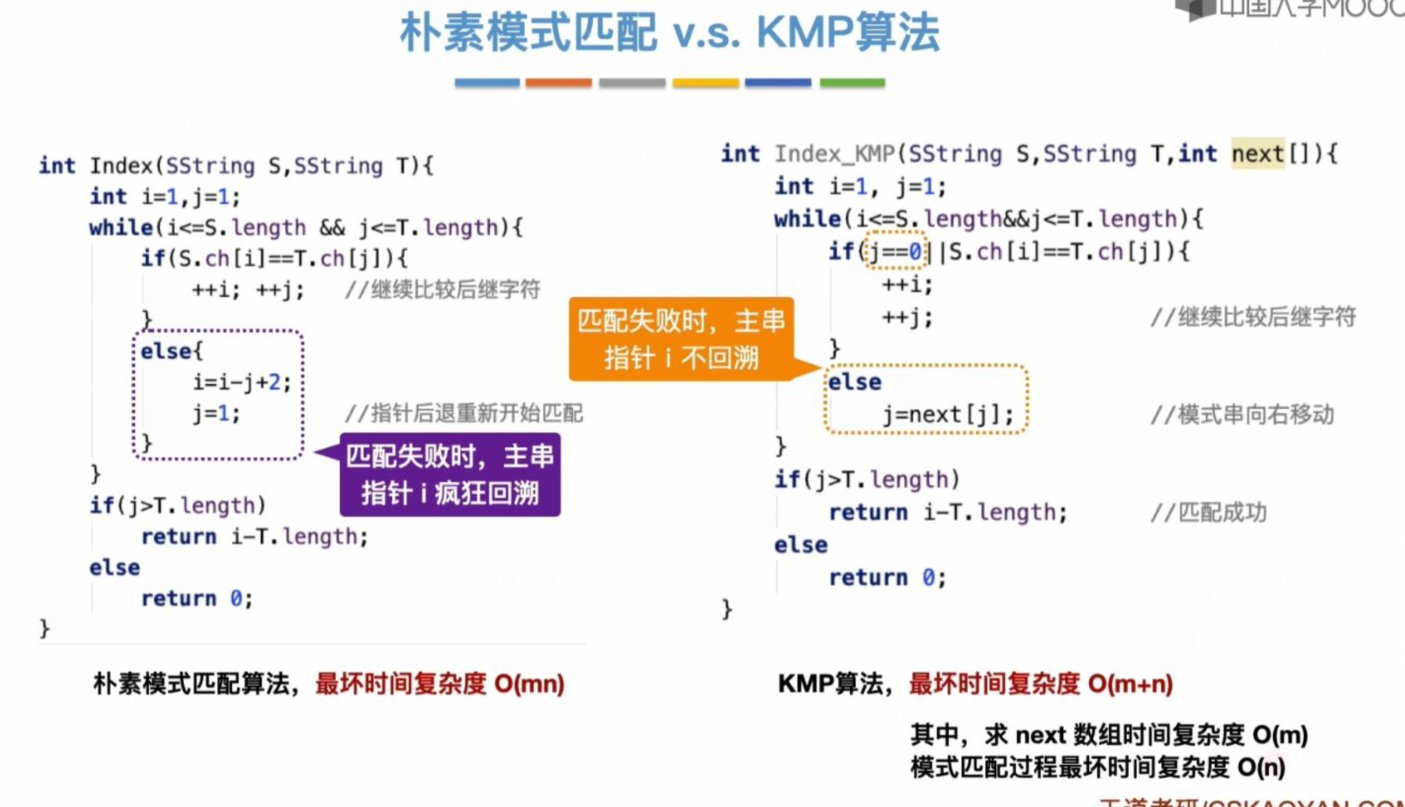 中国大学MOOC
朴素模式匹配 v.s. KMP算法
int Index(SString S,SString T){
int i=1,j=1;
while(i<=S.length && j<=T.length){
if(S.ch[i]==T.ch[j]){
++i; ++j; //继续比较后继字符
}
else{
i=i-j+2;
j=1; //指针后退重新开始匹配
}
}
if(j>T.length)
return i-T.length;
else
return 0;
}
匹配失败时，主串
指针 i 疯狂回溯
朴素模式匹配算法，最坏时间复杂度 O(mn)
int Index_KMP(SString S,SString T,int next[]){
int i=1, j=1;
while(i<=S.length&&j<=T.length){
if(j==0||S.ch[i]==T.ch[j]){
++i;
++j; //继续比较后继字符
}
else
j=next[j]; //模式串向右移动
}
if(j>T.length)
return i-T.length; //匹配成功
else
return 0;
}
匹配失败时，主串
指针 i 不回溯
KMP算法，最坏时间复杂度 O(m+n)
其中，求 next 数组时间复杂度 O(m)
模式匹配过程最坏时间复杂度 O(n)
王道考研/CSKAOYAN.COM